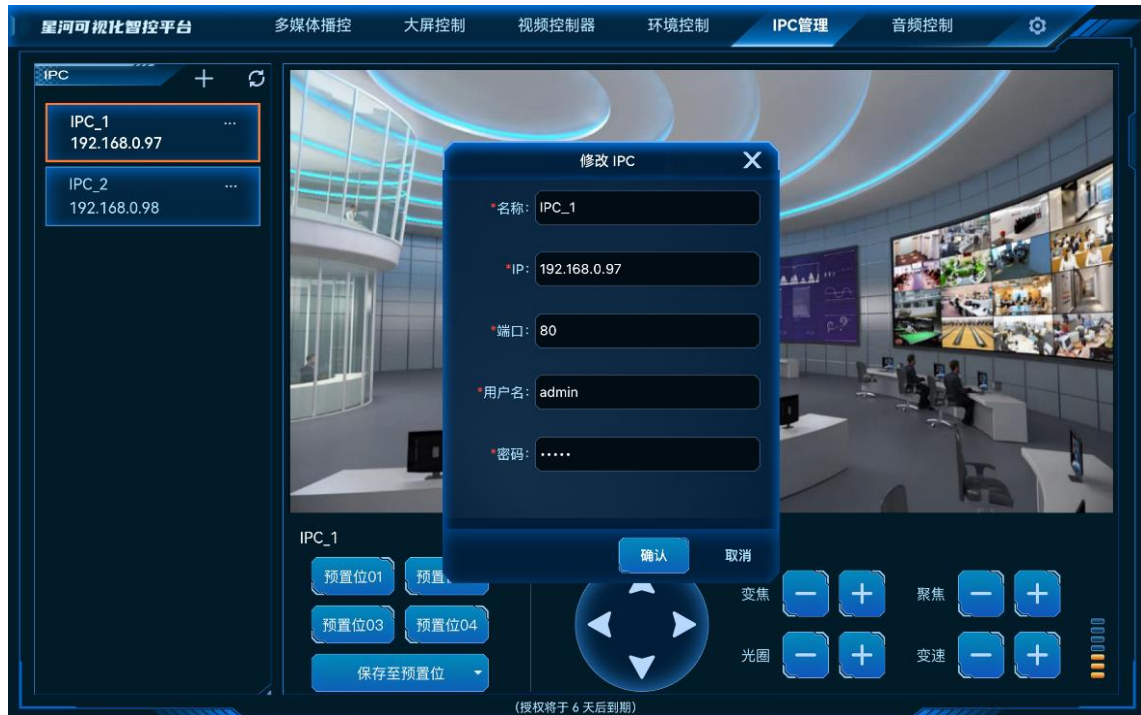 星河可视化智控平台 多媒体播控 大屏控制 视频控制器 环境控制 IPC管理 音频控制
IPC
IPC_1
192.168.0.97
IPC_2
192.168.0.98
修改 IPC
*名称: IPC_1
*IP: 192.168.0.97
*端口: 80
*用户名: admin
*密码: •••••
确认 取消
IPC_1
预置位01 预置
预置位03 预置位04
保存至预置位
变焦 聚焦
光圈 变速
(授权将于 6 天后到期)